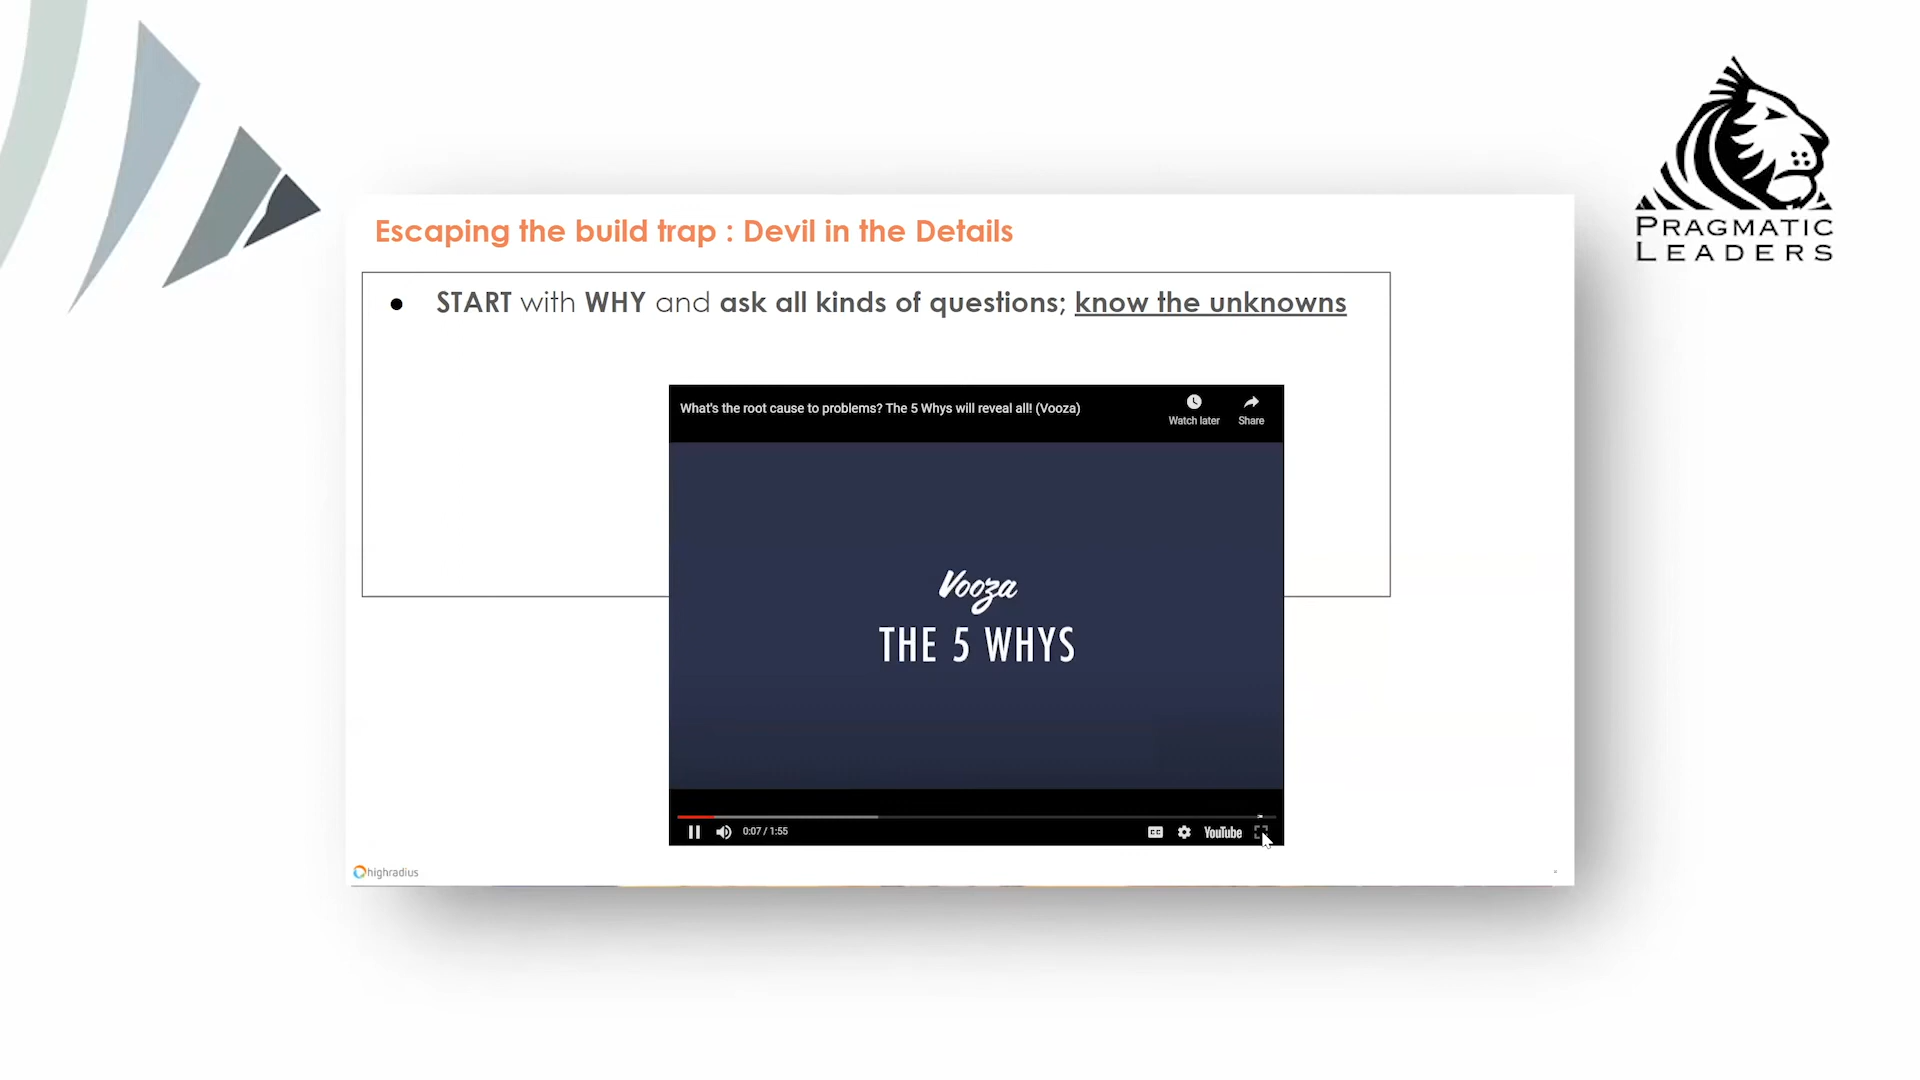 PRAGMATIC
LEADERS
Escaping the build trap : Devil in the Details
● START with WHY and ask all kinds of questions; know the unknowns
What's the root cause to problems? The 5 Whys will reveal all! (Vooza)
Watch later
Share
Vooza
THE 5 WHYS
0:07 / 1:55
CC
YouTube
highradius